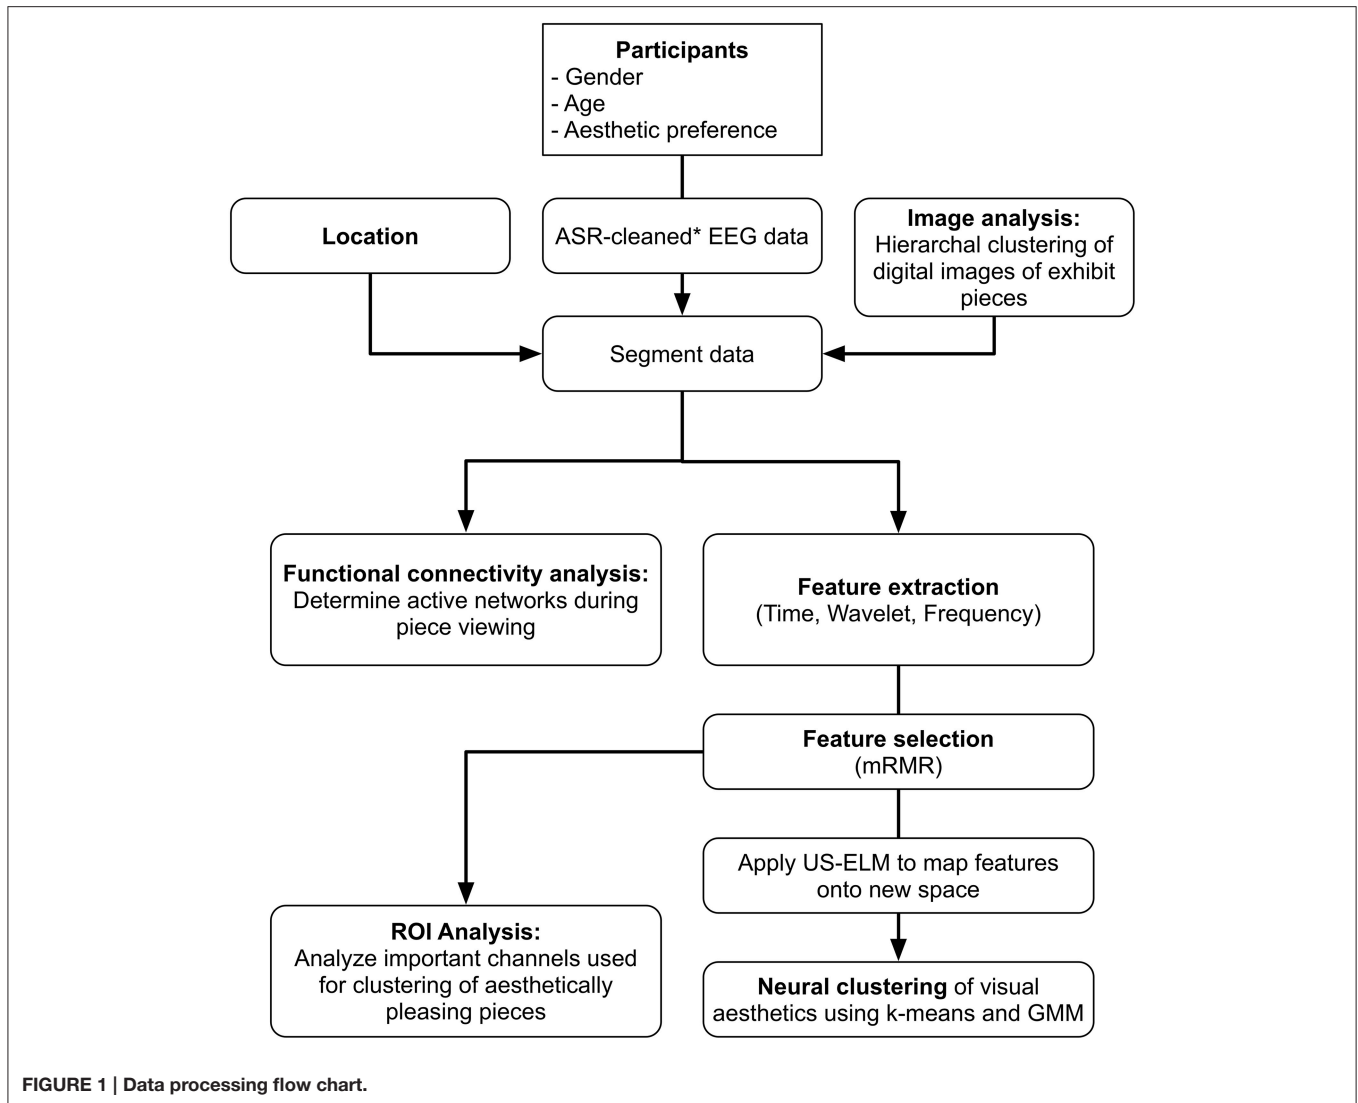 Participants
- Gender
- Age
- Aesthetic preference
Location
ASR-cleaned* EEG data
Image analysis:
Hierarchal clustering of
digital images of exhibit
pieces
Segment data
Functional connectivity analysis:
Determine active networks during
piece viewing
Feature extraction
(Time, Wavelet, Frequency)
Feature selection
(mRMR)
Apply US-ELM to map features
onto new space
ROI Analysis:
Analyze important channels used
for clustering of aesthetically
pleasing pieces
Neural clustering of visual
aesthetics using k-means and GMM
FIGURE 1 | Data processing flow chart.